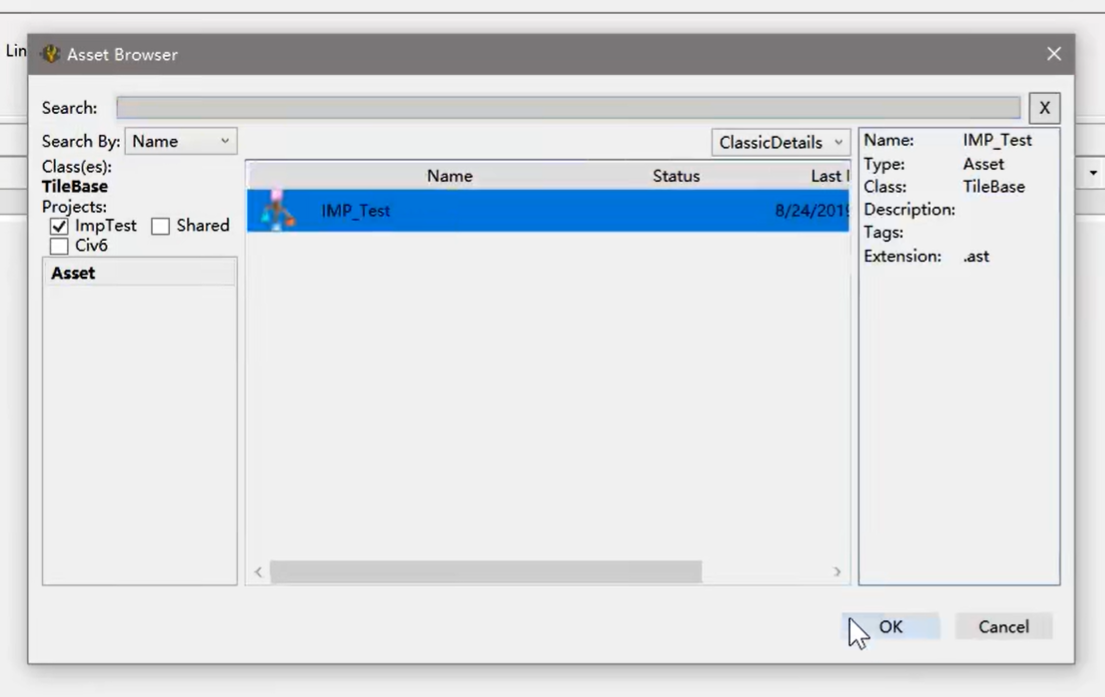 Lin
Asset Browser
Search:
X
Search By: Name
ClassicDetails
Class(es):
TileBase
Projects:
ImpTest Shared
Civ6
Asset
Name Status Last
IMP_Test 8/24/201
Name: IMP_Test
Type: Asset
Class: TileBase
Description:
Tags:
Extension: .ast
OK Cancel